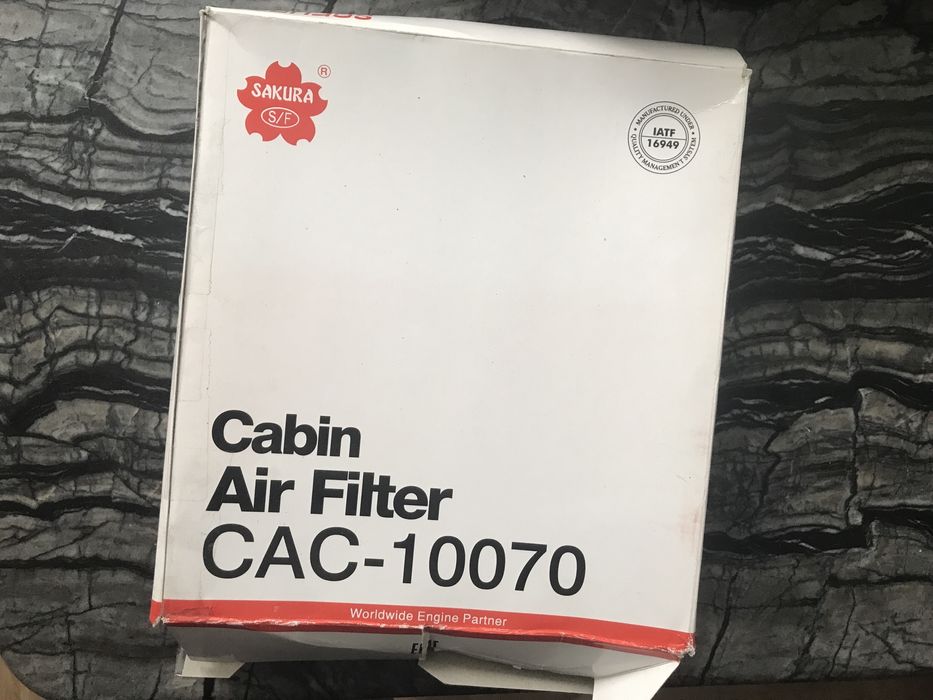 SAKURA
S/F
®
MANUFACTURED UNDER
IATF
16949
QUALITY MANAGEMENT SYSTEM
Cabin
Air Filter
CAC-10070
Worldwide Engine Partner